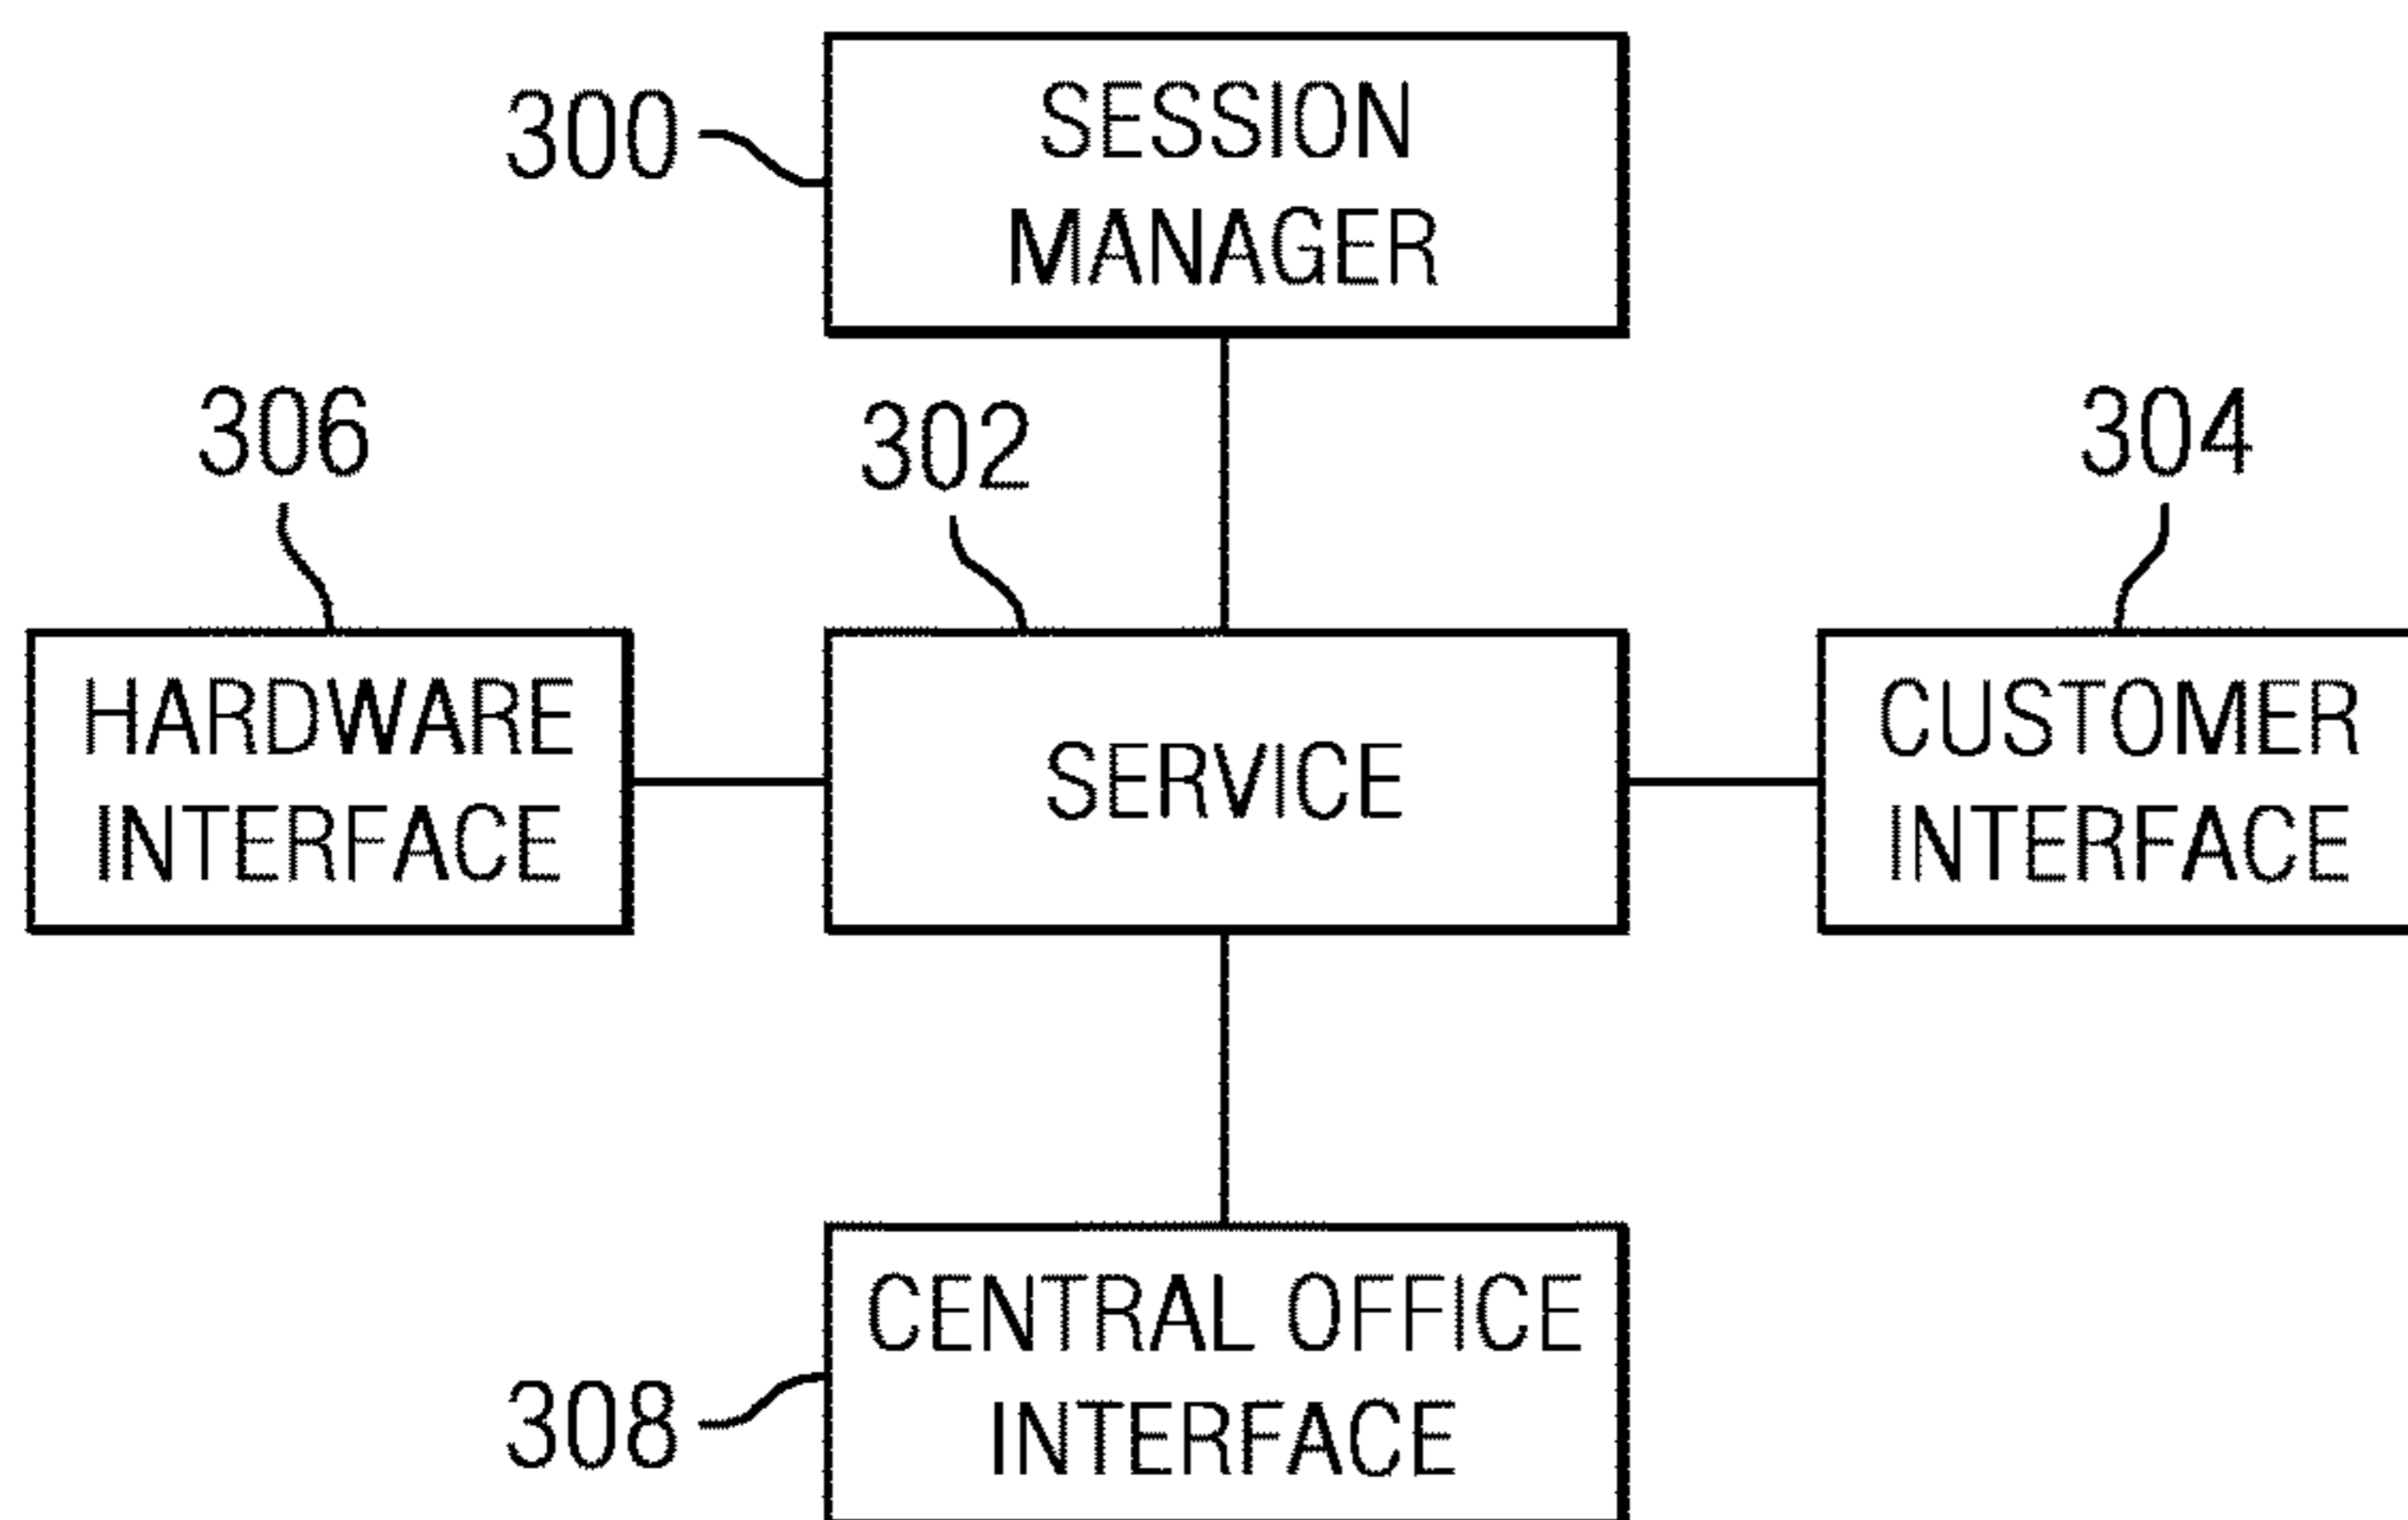 300
SESSION
MANAGER
306
302
304
HARDWARE
INTERFACE
SERVICE
CUSTOMER
INTERFACE
308
CENTRAL OFFICE
INTERFACE